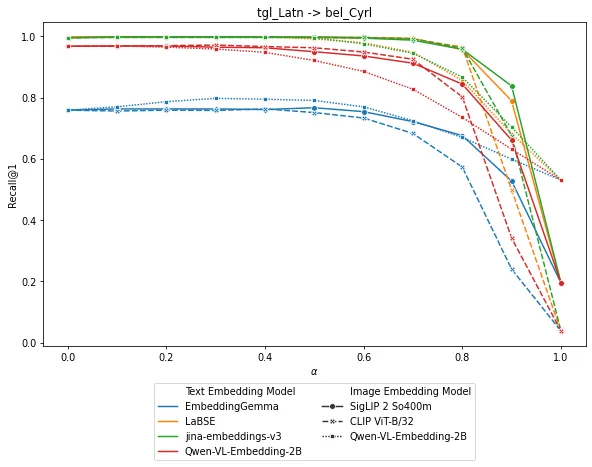 tgl_Latn -> bel_Cyrl
Recall@1
1.0
0.8
0.6
0.4
0.2
0.0
0.0 0.2 0.4 0.6 0.8 1.0
α
Text Embedding Model
EmbeddingGemma
LaBSE
jina-embeddings-v3
Qwen-VL-Embedding-2B
Image Embedding Model
SigLIP 2 So400m
CLIP ViT-B/32
Qwen-VL-Embedding-2B